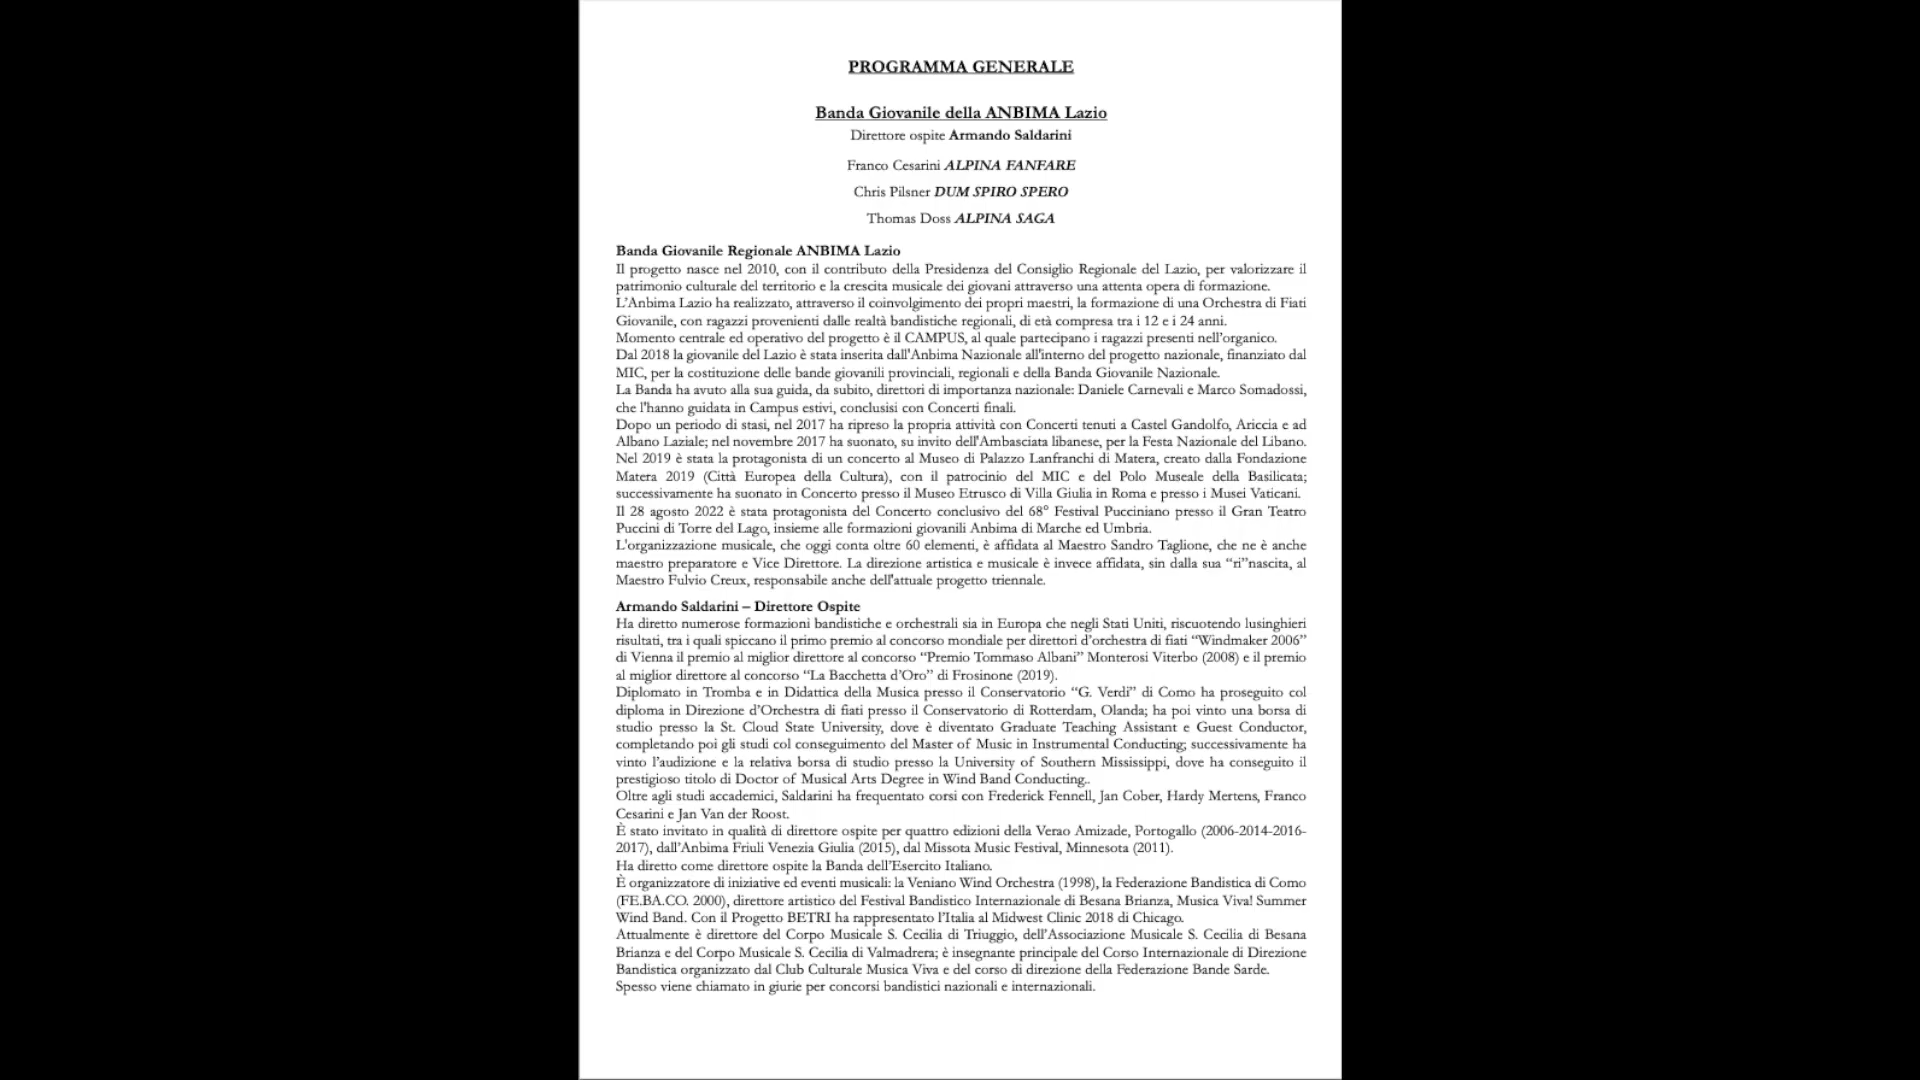 PROGRAMMA GENERALE
Banda Giovanile della ANBIMA Lazio
Direttore ospite Armando Saldarini
Franco Cesarini ALPINA FANFARE
Chris Pilsner DUM SPIRO SPERO
Thomas Doss ALPINA SAGA
Banda Giovanile Regionale ANBIMA Lazio
Il progetto nasce nel 2010, con il contributo della Presidenza del Consiglio Regionale del Lazio, per valorizzare il
patrimonio culturale del territorio e la crescita musicale dei giovani attraverso una attenta opera di formazione.
L’Anbima Lazio ha realizzato, attraverso il coinvolgimento dei propri maestri, la formazione di una Orchestra di Fiati
Giovanile, con ragazzi provenienti dalle realtà bandistiche regionali, di età compresa tra i 12 e i 24 anni.
Momento centrale ed operativo del progetto è il CAMPUS, al quale partecipano i ragazzi presenti nell’organico.
Dal 2018 la giovanile del Lazio è stata inserita dall'Anbima Nazionale all'interno del progetto nazionale, finanziato dal
MIC, per la costituzione delle bande giovanili provinciali, regionali e della Banda Giovanile Nazionale.
La Banda ha avuto alla sua guida, da subito, direttori di importanza nazionale: Daniele Carnevali e Marco Somadossi,
che l'hanno guidata in Campus estivi, conclusisi con Concerti finali.
Dopo un periodo di stasi, nel 2017 ha ripreso la propria attività con Concerti tenuti a Castel Gandolfo, Ariccia e ad
Albano Laziale; nel novembre 2017 ha suonato, su invito dell'Ambasciata libanese, per la Festa Nazionale del Libano.
Nel 2019 è stata la protagonista di un concerto al Museo di Palazzo Lanfranchi di Matera, creato dalla Fondazione
Matera 2019 (Città Europea della Cultura), con il patrocinio del MIC e del Polo Museale della Basilicata;
successivamente ha suonato in Concerto presso il Museo Etrusco di Villa Giulia in Roma e presso i Musei Vaticani.
Il 28 agosto 2022 è stata protagonista del Concerto conclusivo del 68° Festival Pucciniano presso il Gran Teatro
Puccini di Torre del Lago, insieme alle formazioni giovanili Anbima di Marche ed Umbria.
L'organizzazione musicale, che oggi conta oltre 60 elementi, è affidata al Maestro Sandro Taglione, che ne è anche
maestro preparatore e Vice Direttore. La direzione artistica e musicale è invece affidata, sin dalla sua “ri”nascita, al
Maestro Fulvio Creux, responsabile anche dell'attuale progetto triennale.
Armando Saldarini – Direttore Ospite
Ha diretto numerose formazioni bandistiche e orchestrali sia in Europa che negli Stati Uniti, riscuotendo lusinghieri
risultati, tra i quali spiccano il primo premio al concorso mondiale per direttori d’orchestra di fiati “Windmaker 2006”
di Vienna il premio al miglior direttore al concorso “Premio Tommaso Albani” Monterosi Viterbo (2008) e il premio
al miglior direttore al concorso “La Bacchetta d’Oro” di Frosinone (2019).
Diplomato in Tromba e in Didattica della Musica presso il Conservatorio “G. Verdi” di Como ha proseguito col
diploma in Direzione d’Orchestra di fiati presso il Conservatorio di Rotterdam, Olanda; ha poi vinto una borsa di
studio presso la St. Cloud State University, dove è diventato Graduate Teaching Assistant e Guest Conductor,
completando poi gli studi col conseguimento del Master of Music in Instrumental Conducting; successivamente ha
vinto l’audizione e la relativa borsa di studio presso la University of Southern Mississippi, dove ha conseguito il
prestigioso titolo di Doctor of Musical Arts Degree in Wind Band Conducting..
Oltre agli studi accademici, Saldarini ha frequentato corsi con Frederick Fennell, Jan Cober, Hardy Mertens, Franco
Cesarini e Jan Van der Roost.
È stato invitato in qualità di direttore ospite per quattro edizioni della Verao Amizade, Portogallo (2006-2014-2016-
2017), dall’Anbima Friuli Venezia Giulia (2015), dal Missota Music Festival, Minnesota (2011).
Ha diretto come direttore ospite la Banda dell’Esercito Italiano.
È organizzatore di iniziative ed eventi musicali: la Veniano Wind Orchestra (1998), la Federazione Bandistica di Como
(FE.BA.CO. 2000), direttore artistico del Festival Bandistico Internazionale di Besana Brianza, Musica Viva! Summer
Wind Band. Con il Progetto BETRI ha rappresentato l’Italia al Midwest Clinic 2018 di Chicago.
Attualmente è direttore del Corpo Musicale S. Cecilia di Triuggio, dell’Associazione Musicale S. Cecilia di Besana
Brianza e del Corpo Musicale S. Cecilia di Valmadrera; è insegnante principale del Corso Internazionale di Direzione
Bandistica organizzato dal Club Culturale Musica Viva e del corso di direzione della Federazione Bande Sarde.
Spesso viene chiamato in giurie per concorsi bandistici nazionali e internazionali.